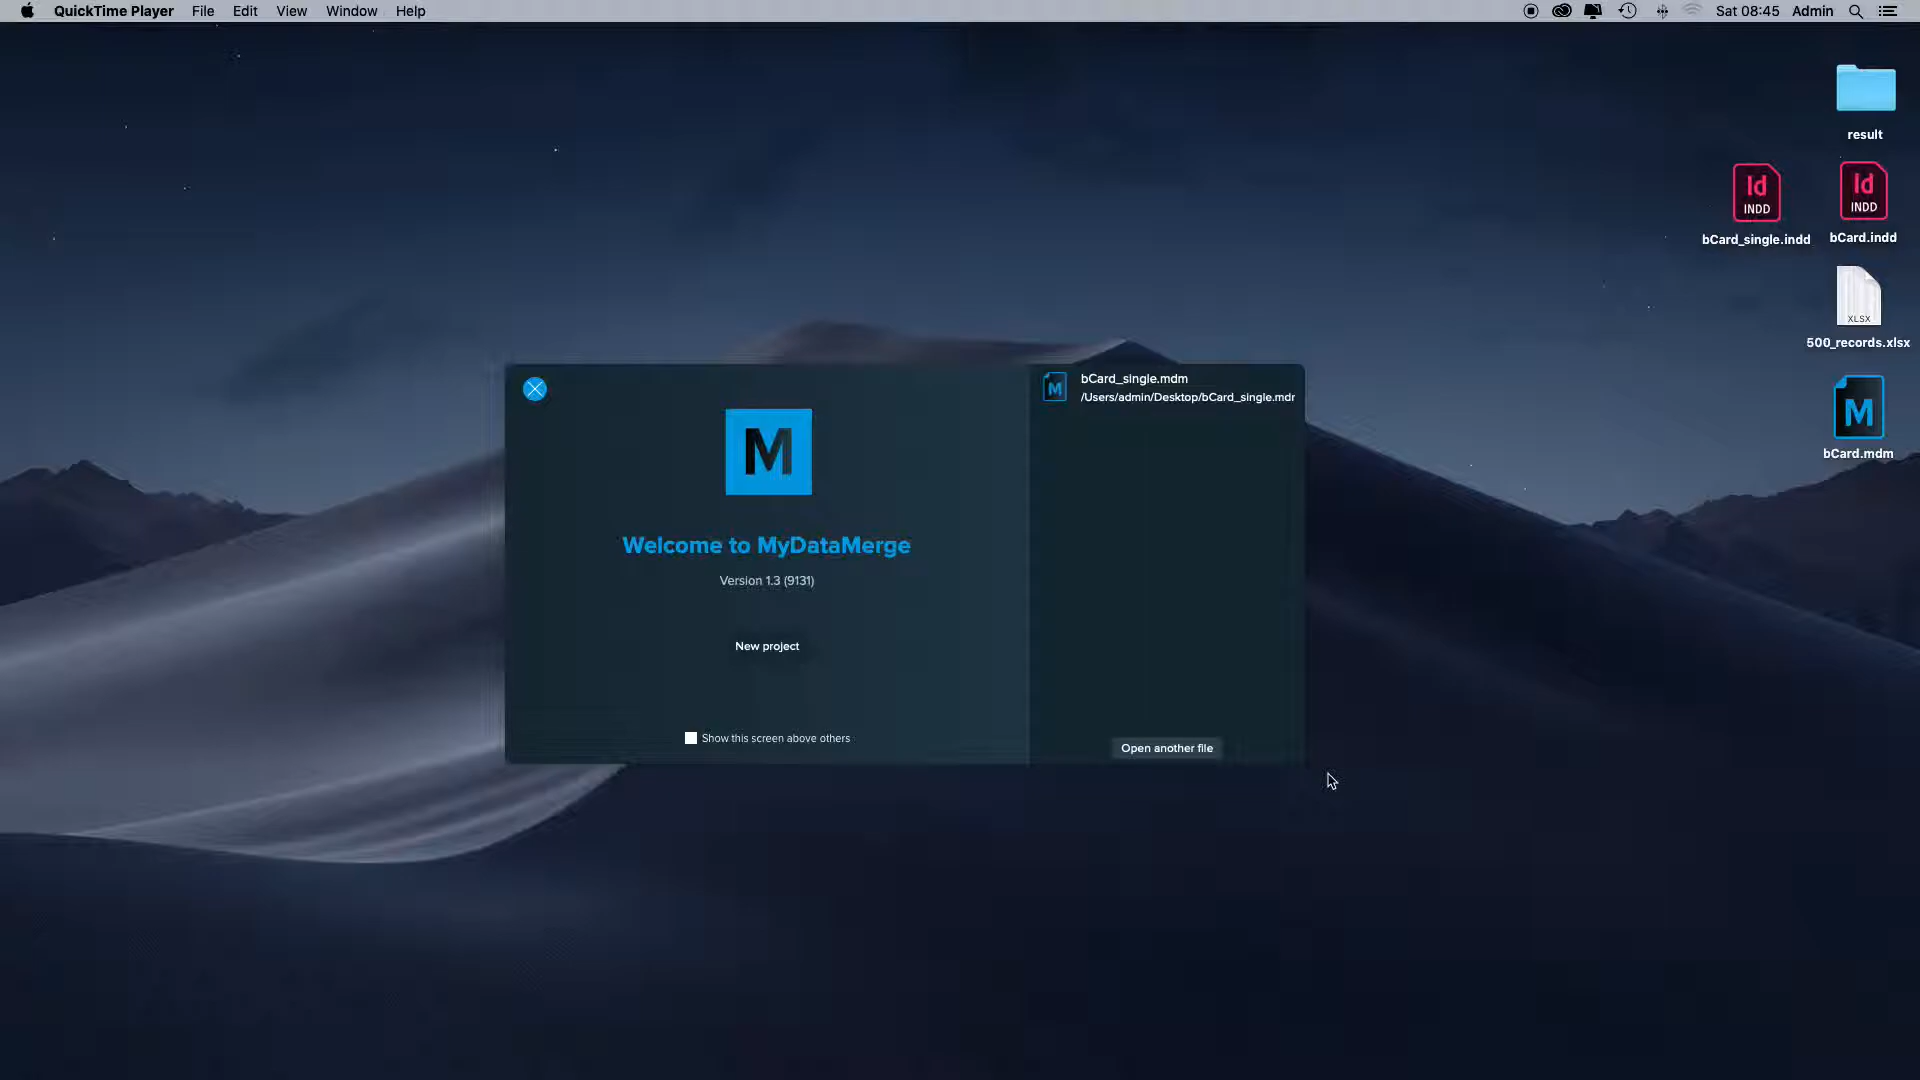 QuickTime Player File Edit View Window Help Sat 08:45 Admin
result
Id
INDD
bCard_single.indd
Id
INDD
bCard.indd
XLSX
500_records.xlsx
M
bCard.mdm
M
Welcome to MyDataMerge
Version 1.3 (9131)
New project
Show this screen above others
M
bCard_single.mdm
/Users/admin/Desktop/bCard_single.mdm
Open another file